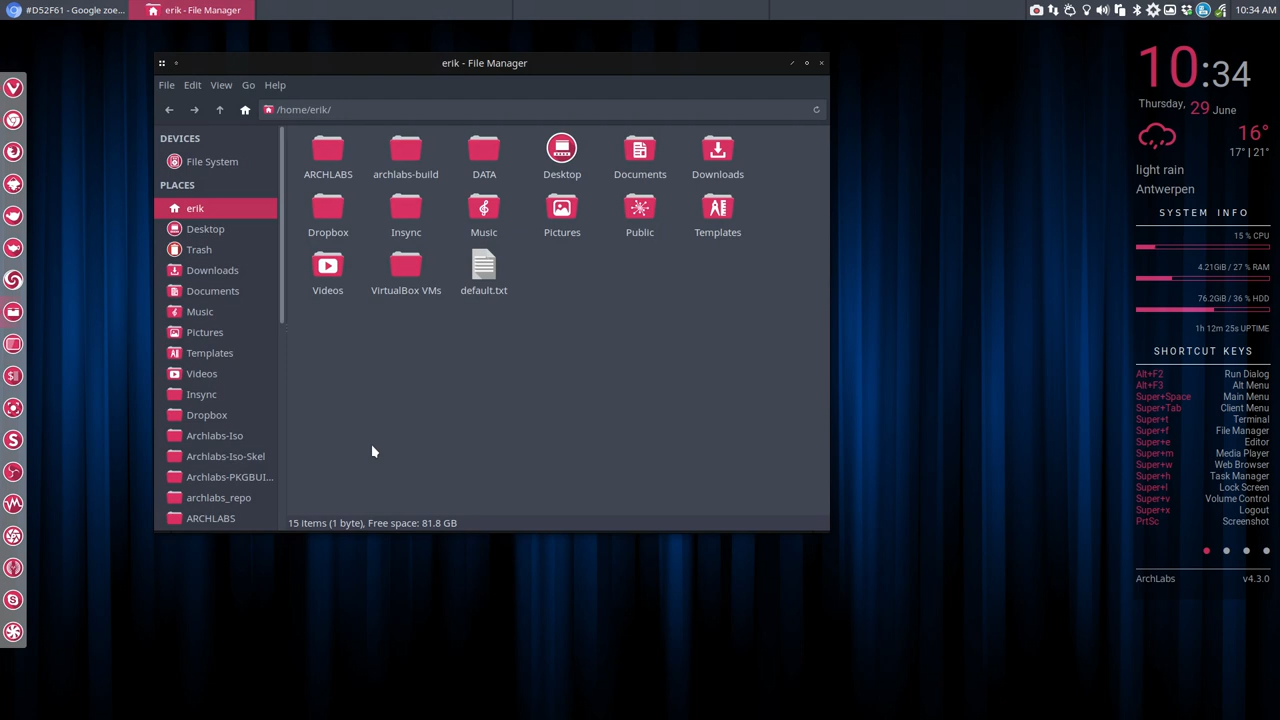 #D52F61 - Google zoe...
erik - File Manager
10:34 AM
erik - File Manager
File Edit View Go Help
/home/erik/
DEVICES
File System
PLACES
erik
Desktop
Trash
Downloads
Documents
Music
Pictures
Templates
Videos
Insync
Dropbox
Archlabs-Iso
Archlabs-Iso-Skel
Archlabs-PKGBUI...
archlabs_repo
ARCHLABS
ARCHLABS archlabs-build DATA Desktop Documents Downloads
Dropbox Insync Music Pictures Public Templates
Videos VirtualBox VMs default.txt
15 items (1 byte), Free space: 81.8 GB
10:34
Thursday, 29 June
16°
17° | 21°
light rain
Antwerpen
SYSTEM INFO
15 % CPU
4.21GiB / 27 % RAM
76.2GiB / 36 % HDD
1h 12m 25s UPTIME
SHORTCUT KEYS
Alt+F2 Run Dialog
Alt+F3 Alt Menu
Super+Space Main Menu
Super+Tab Client Menu
Super+t Terminal
Super+f File Manager
Super+e Editor
Super+m Media Player
Super+w Web Browser
Super+h Task Manager
Super+l Lock Screen
Super+v Volume Control
Super+x Logout
PrtSc Screenshot
ArchLabs v4.3.0